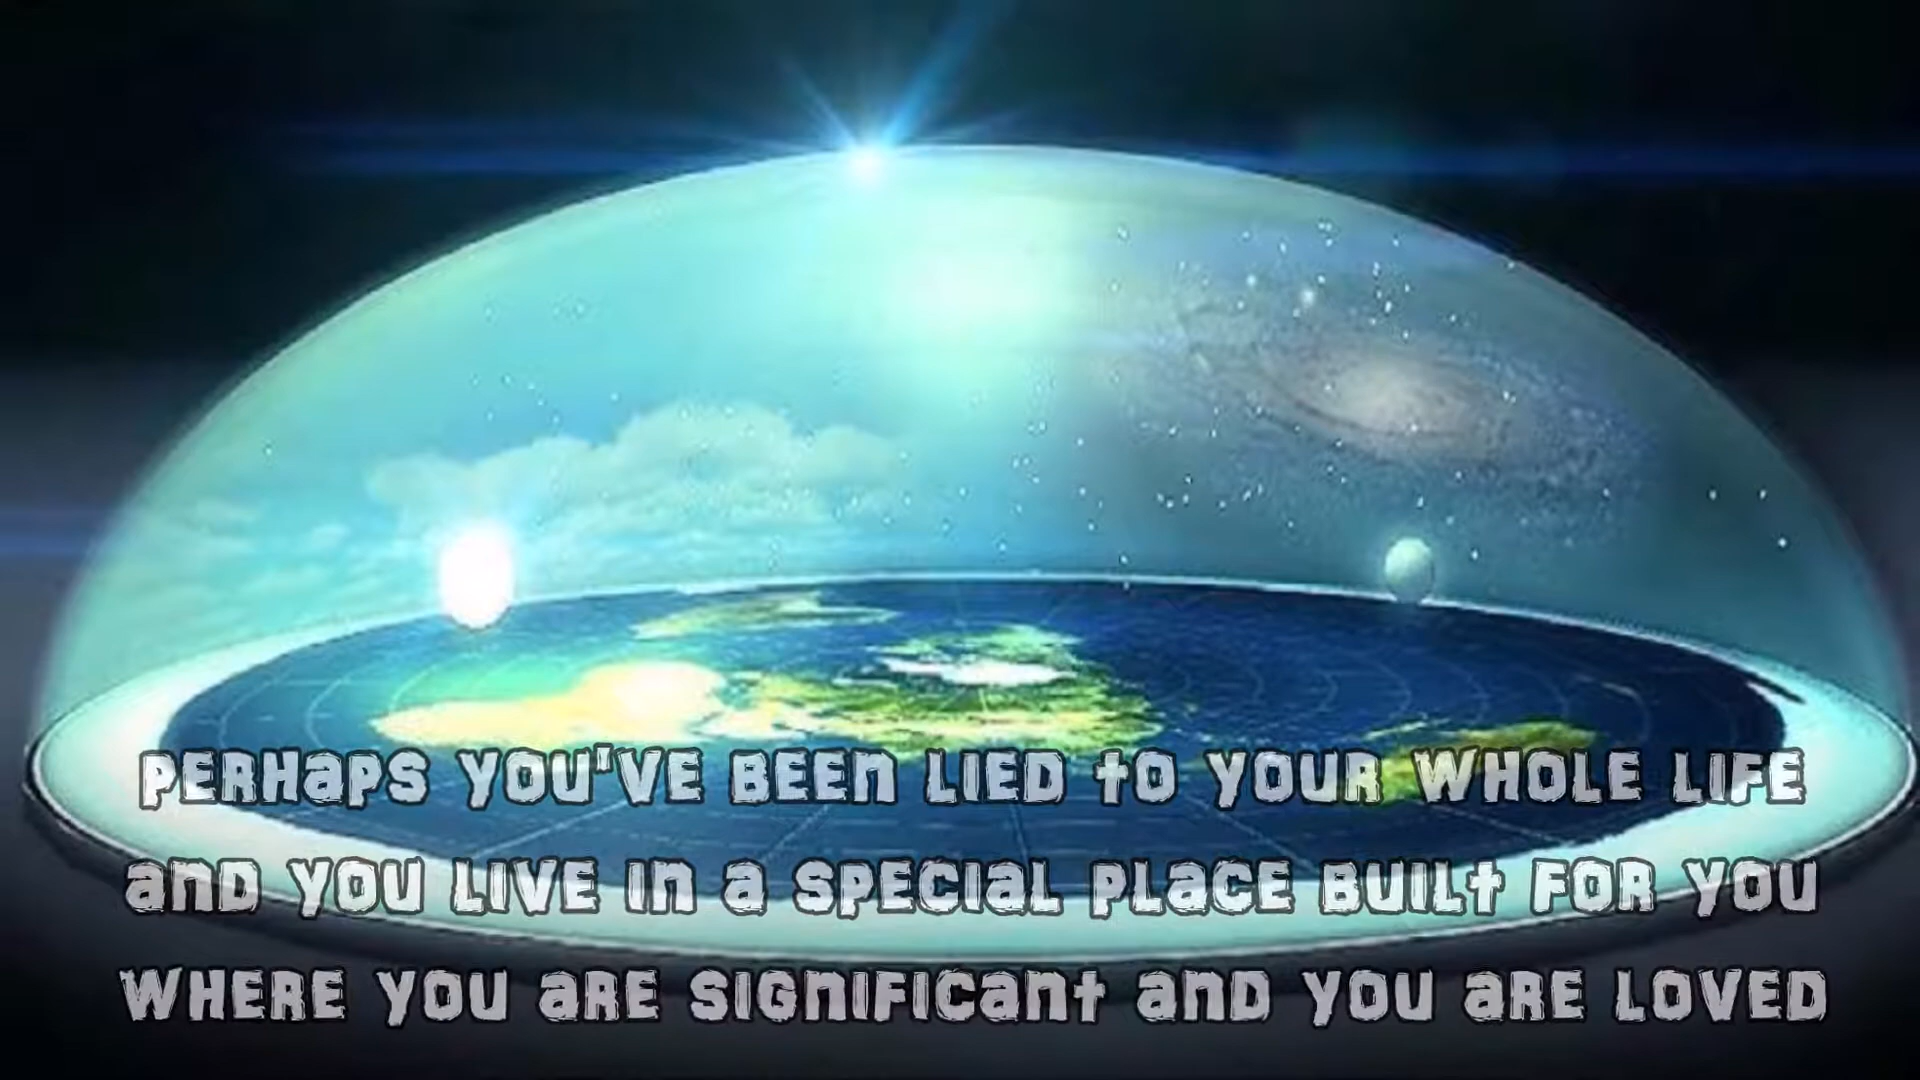 PERHAPS YOU'VE BEEN LIED TO YOUR WHOLE LIFE
AND YOU LIVE IN A SPECIAL PLACE BUILT FOR YOU
WHERE YOU ARE SIGNIFICANT AND YOU ARE LOVED